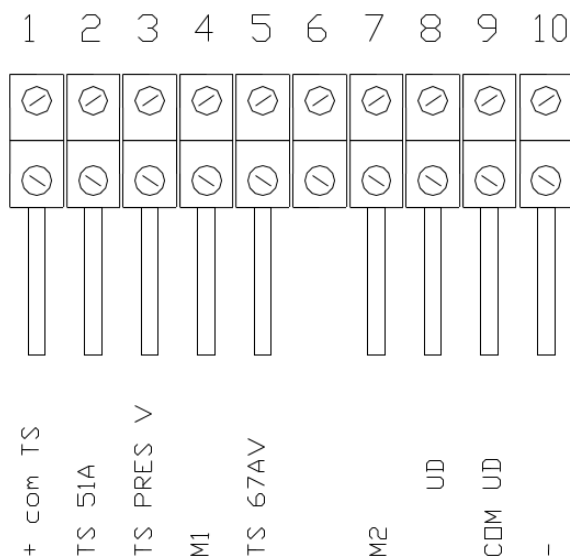 1 2 3 4 5 6 7 8 9 10
+ com TS
TS 51A
TS PRES V
M1
TS 67AV
M2
UD
COM UD
-